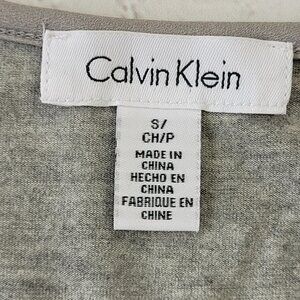 Calvin Klein
S/
CH/P
MADE IN
CHINA
HECHO EN
CHINA
FABRIQUE EN
CHINE